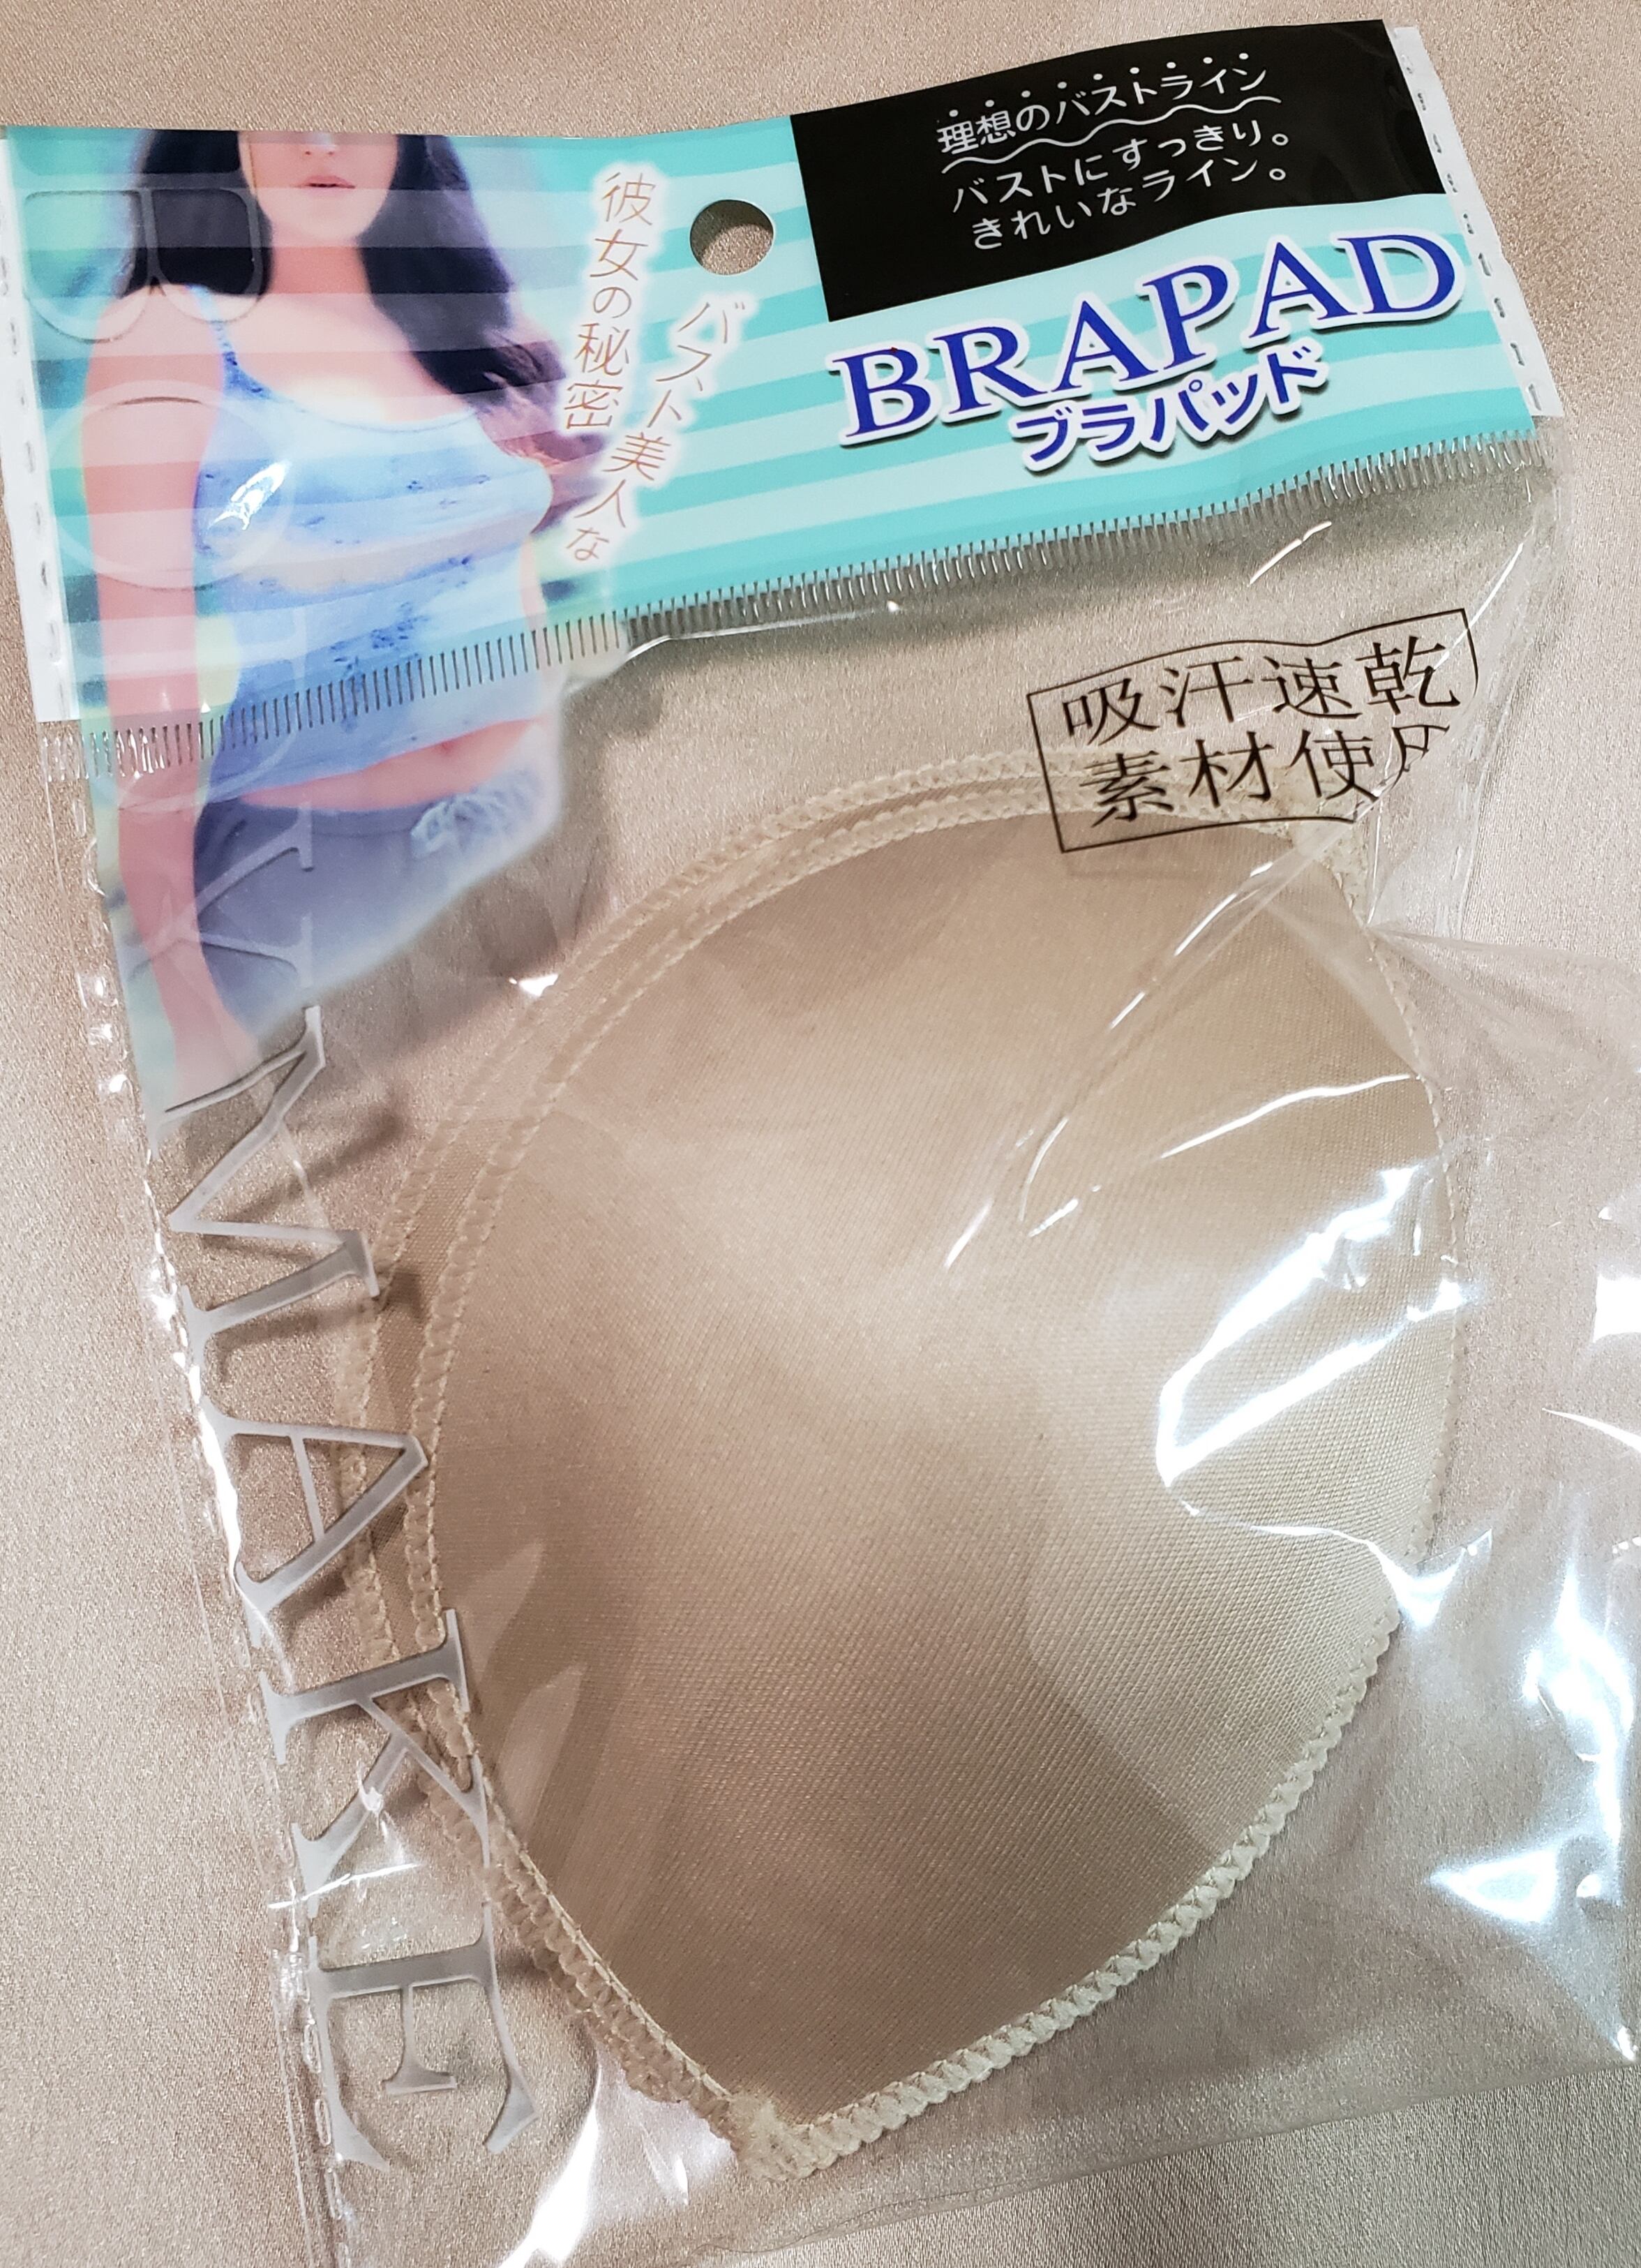 理想のバストライン
バストにすっきり。
きれいなライン。
BRAPAD
ブラパッド
バスト美人な
彼女の秘密
吸汗速乾
素材使用
MAKE